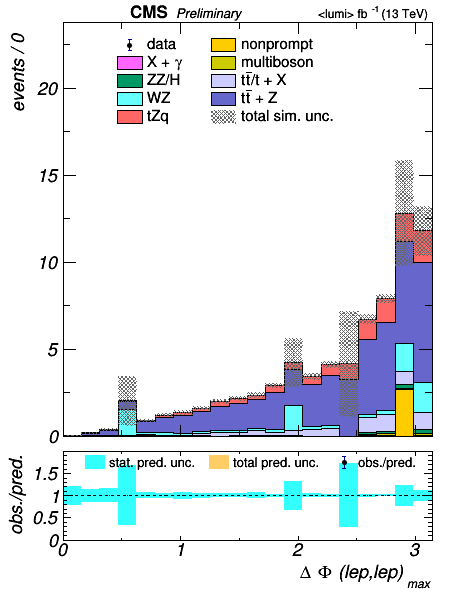 CMS Preliminary <lumi> fb⁻¹ (13 TeV)
events / 0
data
X + γ
ZZ/H
WZ
tZq
nonprompt
multiboson
tt̄/t + X
tt̄ + Z
total sim. unc.
20
15
10
5
0
obs./pred.
stat. pred. unc. total pred. unc. obs./pred.
1.5
1
0.5
0
0 1 2 3
Δ Φ (lep,lep)max